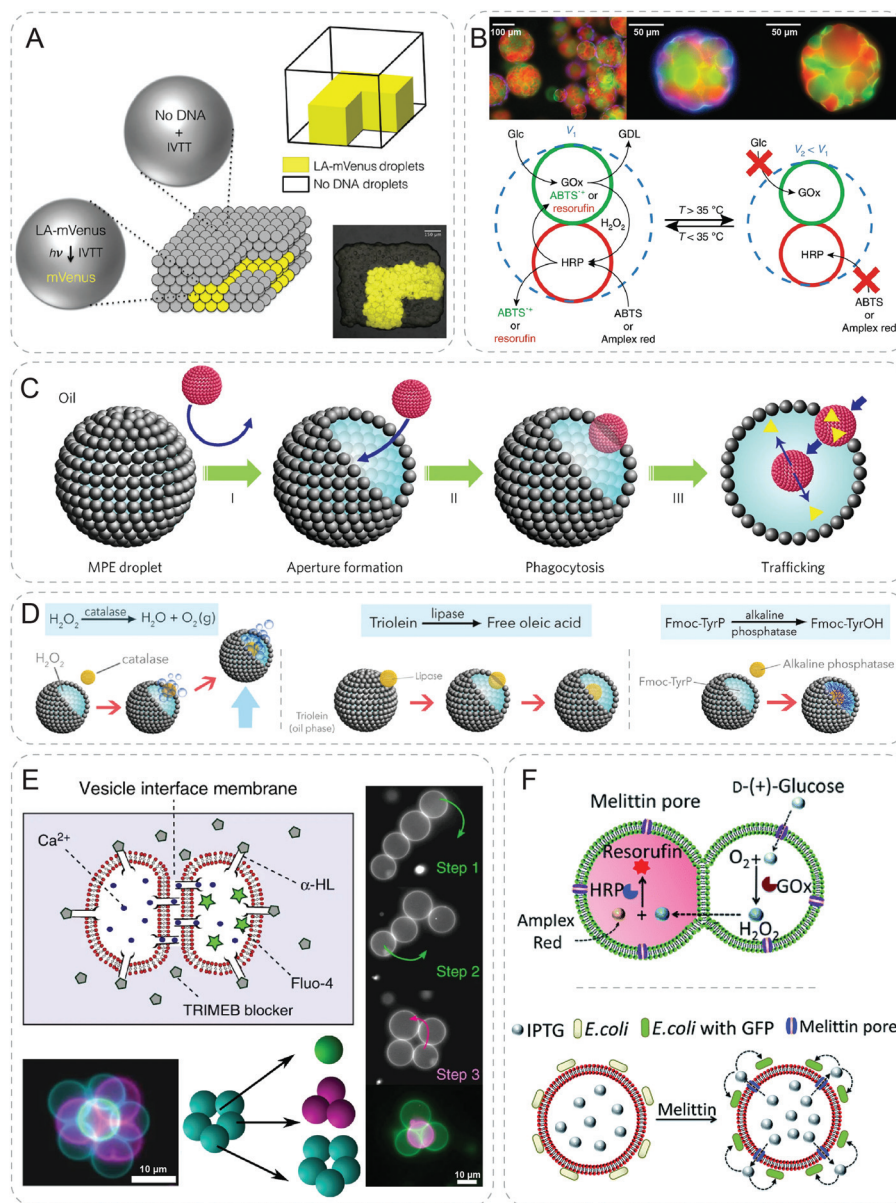 A
No DNA
+
IVTT
LA-mVenus
hν ↓ IVTT
mVenus
LA-mVenus droplets
No DNA droplets
150 µm
B
100 µm
50 µm
50 µm
Glc
V₁
GDL
GOx
ABTS·⁺ or
resorufin
H₂O₂
HRP
ABTS·⁺
or
resorufin
ABTS
or
Amplex red
T > 35 °C
T < 35 °C
Glc
V₂ < V₁
GOx
HRP
ABTS
or
Amplex red
C
Oil
I
II
III
MPE droplet
Aperture formation
Phagocytosis
Trafficking
D
H₂O₂ catalase H₂O + O₂(g)
H₂O₂
catalase
Triolein lipase Free oleic acid
Lipase
Triolein
(oil phase)
Fmoc-TyrP alkaline phosphatase Fmoc-TyrOH
Alkaline phosphatase
Fmoc-TyrP
E
Vesicle interface membrane
Ca²⁺
α-HL
Fluo-4
TRIMEB blocker
Step 1
Step 2
Step 3
10 µm
10 µm
F
Melittin pore
D-(+)-Glucose
Resorufin
HRP
+
Amplex
Red
O₂+
GOx
H₂O₂
IPTG E.coli E.coli with GFP Melittin pore
Melittin